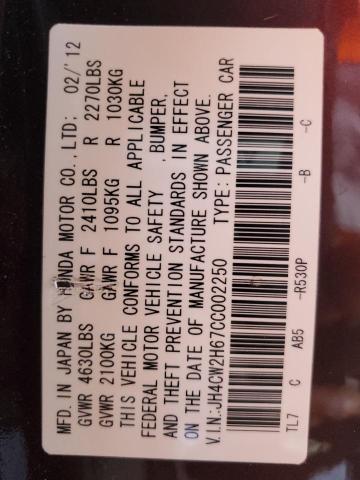 MFD. IN JAPAN BY HONDA MOTOR CO.,LTD; 02/'12
GVWR 4630LBS GAWR F 2410LBS R 2270LBS
GVWR 2100KG GAWR F 1095KG R 1030KG
THIS VEHICLE CONFORMS TO ALL APPLICABLE
FEDERAL MOTOR VEHICLE SAFETY , BUMPER,
AND THEFT PREVENTION STANDARDS IN EFFECT
ON THE DATE OF MANUFACTURE SHOWN ABOVE.
V.I.N.:JH4CW2H67CC002250 TYPE: PASSENGER CAR
TL7 C AB5 -R530P -B -C